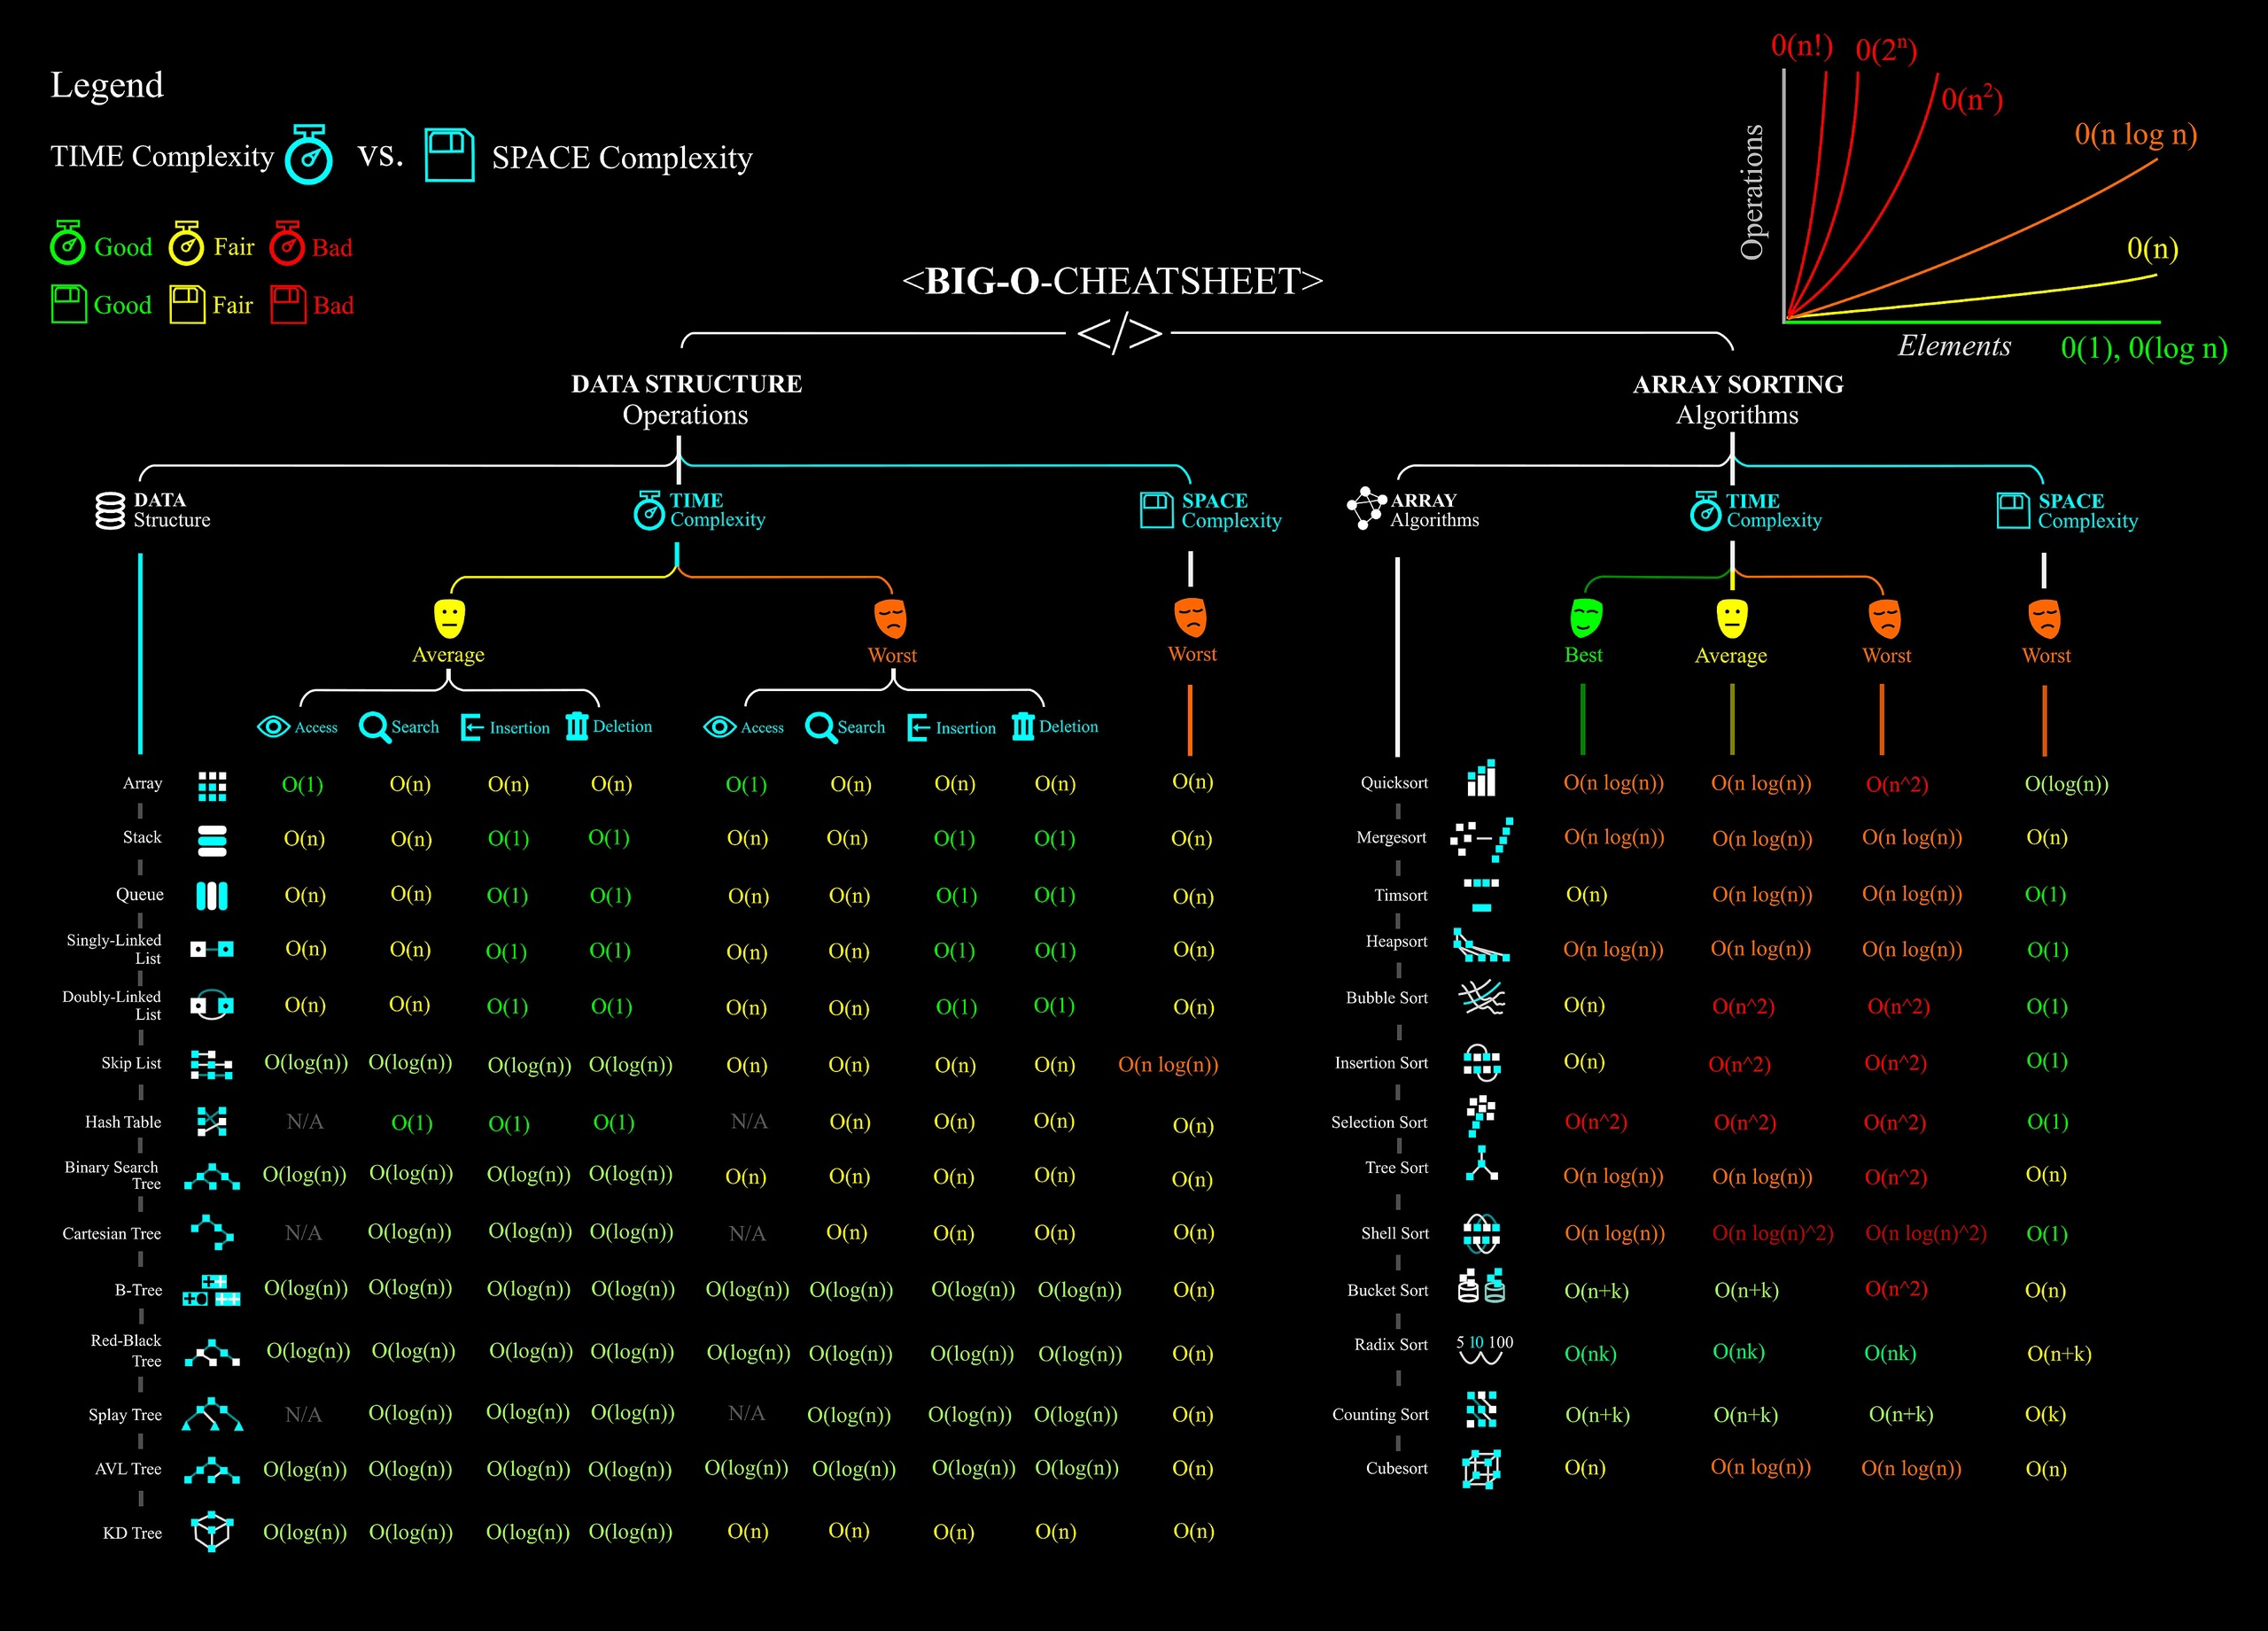 Legend
TIME Complexity vs. SPACE Complexity
Good Fair Bad
Good Fair Bad
0(n!) 0(2ⁿ)
0(n²)
0(n log n)
0(n)
Operations
Elements 0(1), 0(log n)
<BIG-O-CHEATSHEET>
</>
DATA STRUCTURE
Operations
ARRAY SORTING
Algorithms
DATA
Structure
TIME
Complexity
SPACE
Complexity
Average Worst Worst
Access Search Insertion Deletion Access Search Insertion Deletion
Array O(1) O(n) O(n) O(n) O(1) O(n) O(n) O(n) O(n)
Stack O(n) O(n) O(1) O(1) O(n) O(n) O(1) O(1) O(n)
Queue O(n) O(n) O(1) O(1) O(n) O(n) O(1) O(1) O(n)
Singly-Linked
List O(n) O(n) O(1) O(1) O(n) O(n) O(1) O(1) O(n)
Doubly-Linked
List O(n) O(n) O(1) O(1) O(n) O(n) O(1) O(1) O(n)
Skip List O(log(n)) O(log(n)) O(log(n)) O(log(n)) O(n) O(n) O(n) O(n) O(n log(n))
Hash Table N/A O(1) O(1) O(1) N/A O(n) O(n) O(n) O(n)
Binary Search
Tree O(log(n)) O(log(n)) O(log(n)) O(log(n)) O(n) O(n) O(n) O(n) O(n)
Cartesian Tree N/A O(log(n)) O(log(n)) O(log(n)) N/A O(n) O(n) O(n) O(n)
B-Tree O(log(n)) O(log(n)) O(log(n)) O(log(n)) O(log(n)) O(log(n)) O(log(n)) O(log(n)) O(n)
Red-Black
Tree O(log(n)) O(log(n)) O(log(n)) O(log(n)) O(log(n)) O(log(n)) O(log(n)) O(log(n)) O(n)
Splay Tree N/A O(log(n)) O(log(n)) O(log(n)) N/A O(log(n)) O(log(n)) O(log(n)) O(n)
AVL Tree O(log(n)) O(log(n)) O(log(n)) O(log(n)) O(log(n)) O(log(n)) O(log(n)) O(log(n)) O(n)
KD Tree O(log(n)) O(log(n)) O(log(n)) O(log(n)) O(n) O(n) O(n) O(n) O(n)
ARRAY
Algorithms
TIME
Complexity
SPACE
Complexity
Best Average Worst Worst
Quicksort O(n log(n)) O(n log(n)) O(n^2) O(log(n))
Mergesort O(n log(n)) O(n log(n)) O(n log(n)) O(n)
Timsort O(n) O(n log(n)) O(n log(n)) O(1)
Heapsort O(n log(n)) O(n log(n)) O(n log(n)) O(1)
Bubble Sort O(n) O(n^2) O(n^2) O(1)
Insertion Sort O(n) O(n^2) O(n^2) O(1)
Selection Sort O(n^2) O(n^2) O(n^2) O(1)
Tree Sort O(n log(n)) O(n log(n)) O(n^2) O(n)
Shell Sort O(n log(n)) O(n log(n)^2) O(n log(n)^2) O(1)
Bucket Sort O(n+k) O(n+k) O(n^2) O(n)
Radix Sort 5 10 100 O(nk) O(nk) O(nk) O(n+k)
Counting Sort O(n+k) O(n+k) O(n+k) O(k)
Cubesort O(n) O(n log(n)) O(n log(n)) O(n)